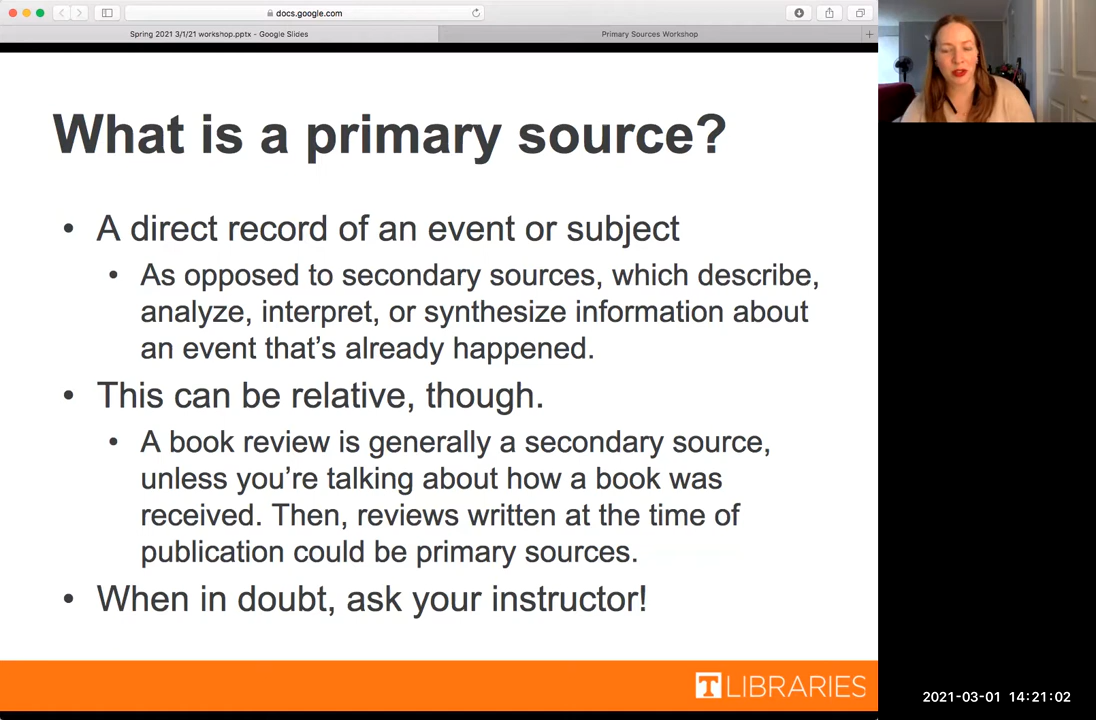 docs.google.com
Spring 2021 3/1/21 workshop.pptx - Google Slides
Primary Sources Workshop
What is a primary source?
• A direct record of an event or subject
• As opposed to secondary sources, which describe,
analyze, interpret, or synthesize information about
an event that’s already happened.
• This can be relative, though.
• A book review is generally a secondary source,
unless you’re talking about how a book was
received. Then, reviews written at the time of
publication could be primary sources.
• When in doubt, ask your instructor!
T LIBRARIES
2021-03-01 14:21:02